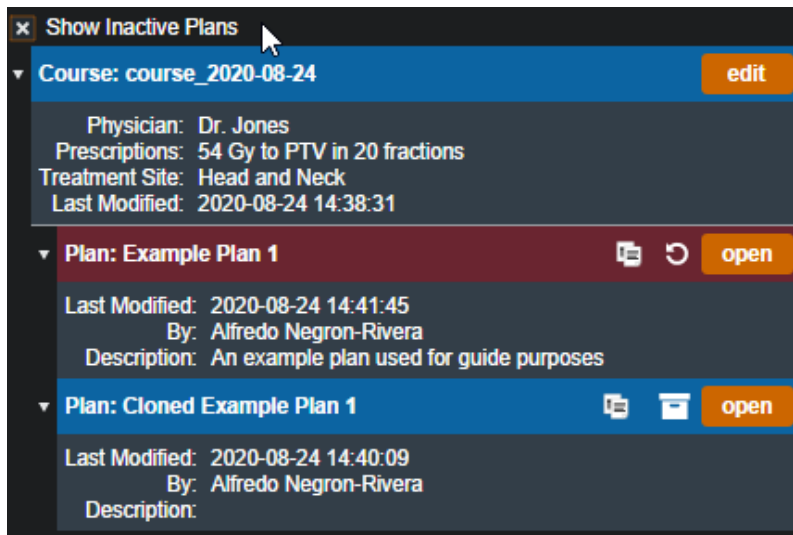 Show Inactive Plans
Course: course_2020-08-24 edit
Physician: Dr. Jones
Prescriptions: 54 Gy to PTV in 20 fractions
Treatment Site: Head and Neck
Last Modified: 2020-08-24 14:38:31
Plan: Example Plan 1 open
Last Modified: 2020-08-24 14:41:45
By: Alfredo Negron-Rivera
Description: An example plan used for guide purposes
Plan: Cloned Example Plan 1 open
Last Modified: 2020-08-24 14:40:09
By: Alfredo Negron-Rivera
Description: